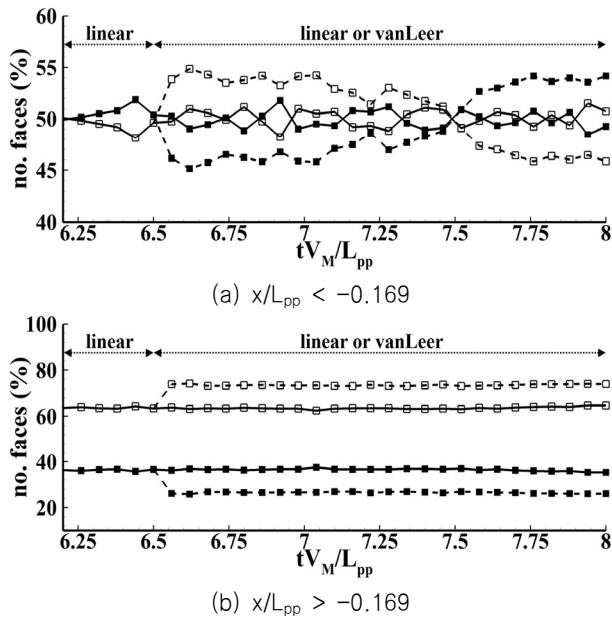 60
linear
linear or vanLeer
55
50
45
40
no. faces (%)
6.25 6.5 6.75 7 7.25 7.5 7.75 8
tV_M/L_pp
(a) x/L_pp < -0.169
100
linear
linear or vanLeer
80
60
40
20
no. faces (%)
6.25 6.5 6.75 7 7.25 7.5 7.75 8
tV_M/L_pp
(b) x/L_pp > -0.169